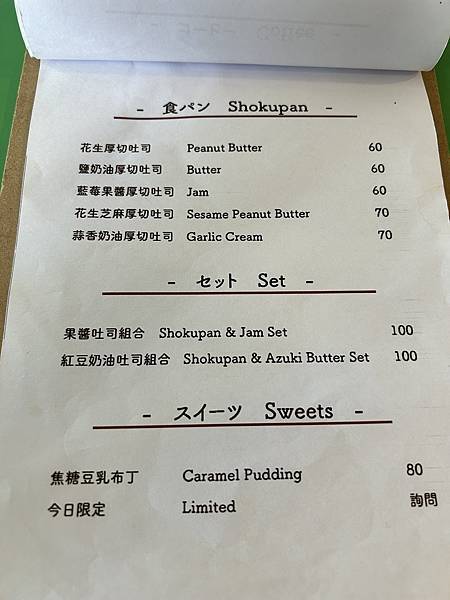 - 食パン Shokupan -
花生厚切吐司 Peanut Butter 60
鹽奶油厚切吐司 Butter 60
藍莓果醬厚切吐司 Jam 60
花生芝麻厚切吐司 Sesame Peanut Butter 70
蒜香奶油厚切吐司 Garlic Cream 70
- セット Set -
果醬吐司組合 Shokupan & Jam Set 100
紅豆奶油吐司組合 Shokupan & Azuki Butter Set 100
- スイーツ Sweets -
焦糖豆乳布丁 Caramel Pudding 80
今日限定 Limited 詢問